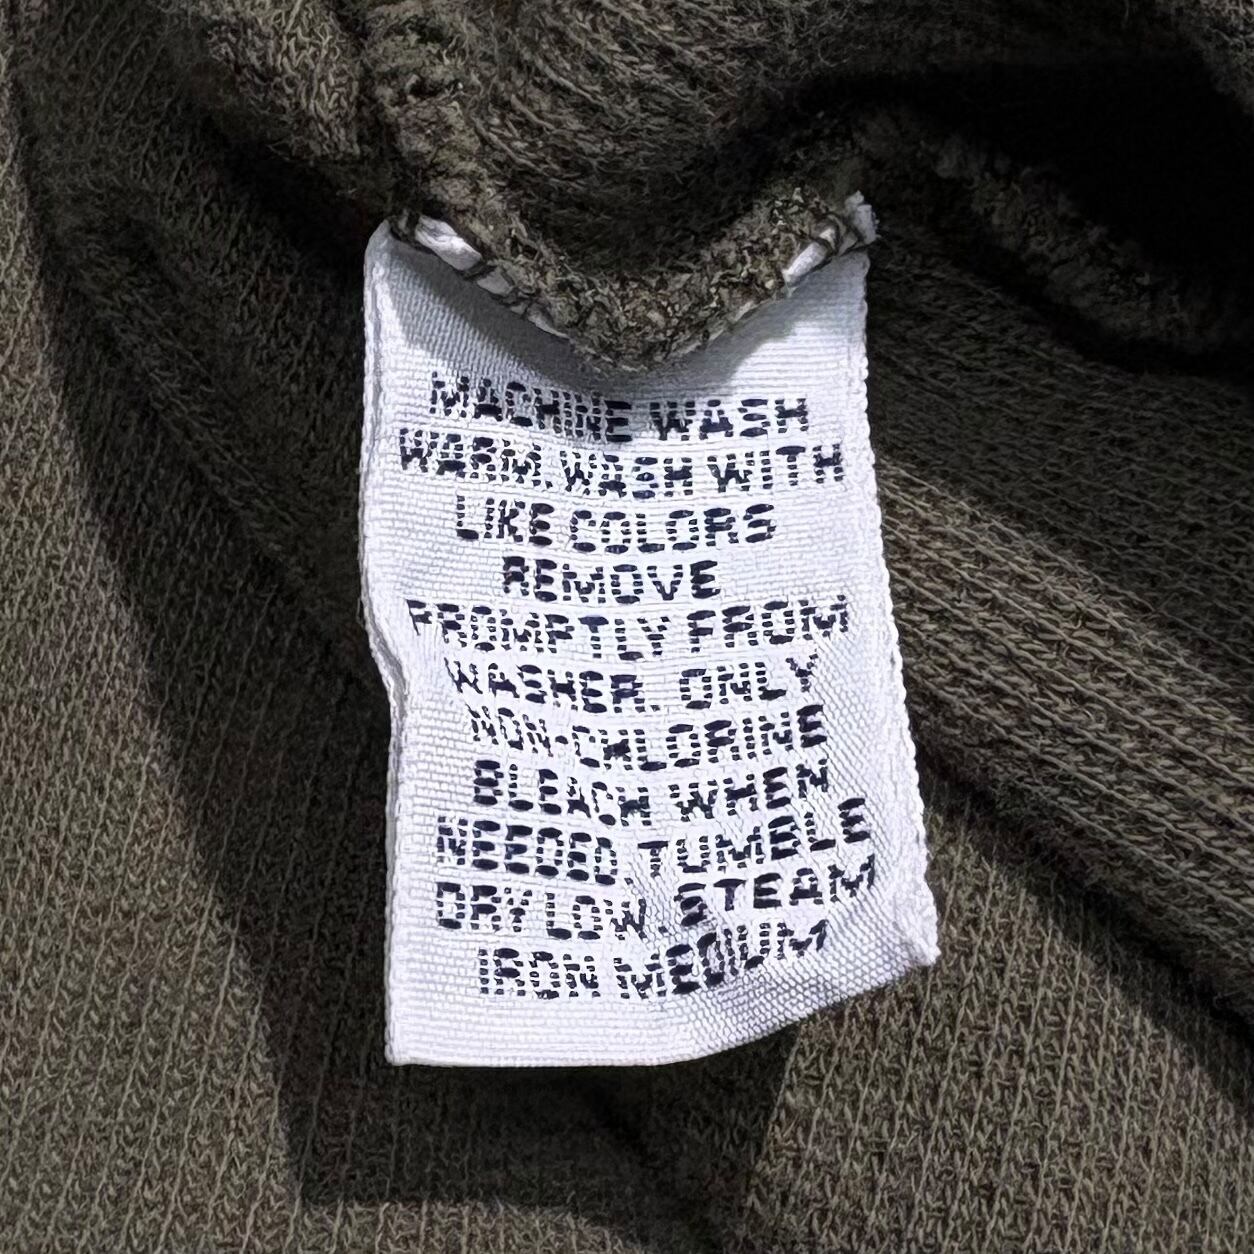 MACHINE WASH
WARM. WASH WITH
LIKE COLORS
REMOVE
PROMPTLY FROM
WASHER. ONLY
NON-CHLORINE
BLEACH WHEN
NEEDED. TUMBLE
DRY LOW. STEAM
IRON MEDIUM